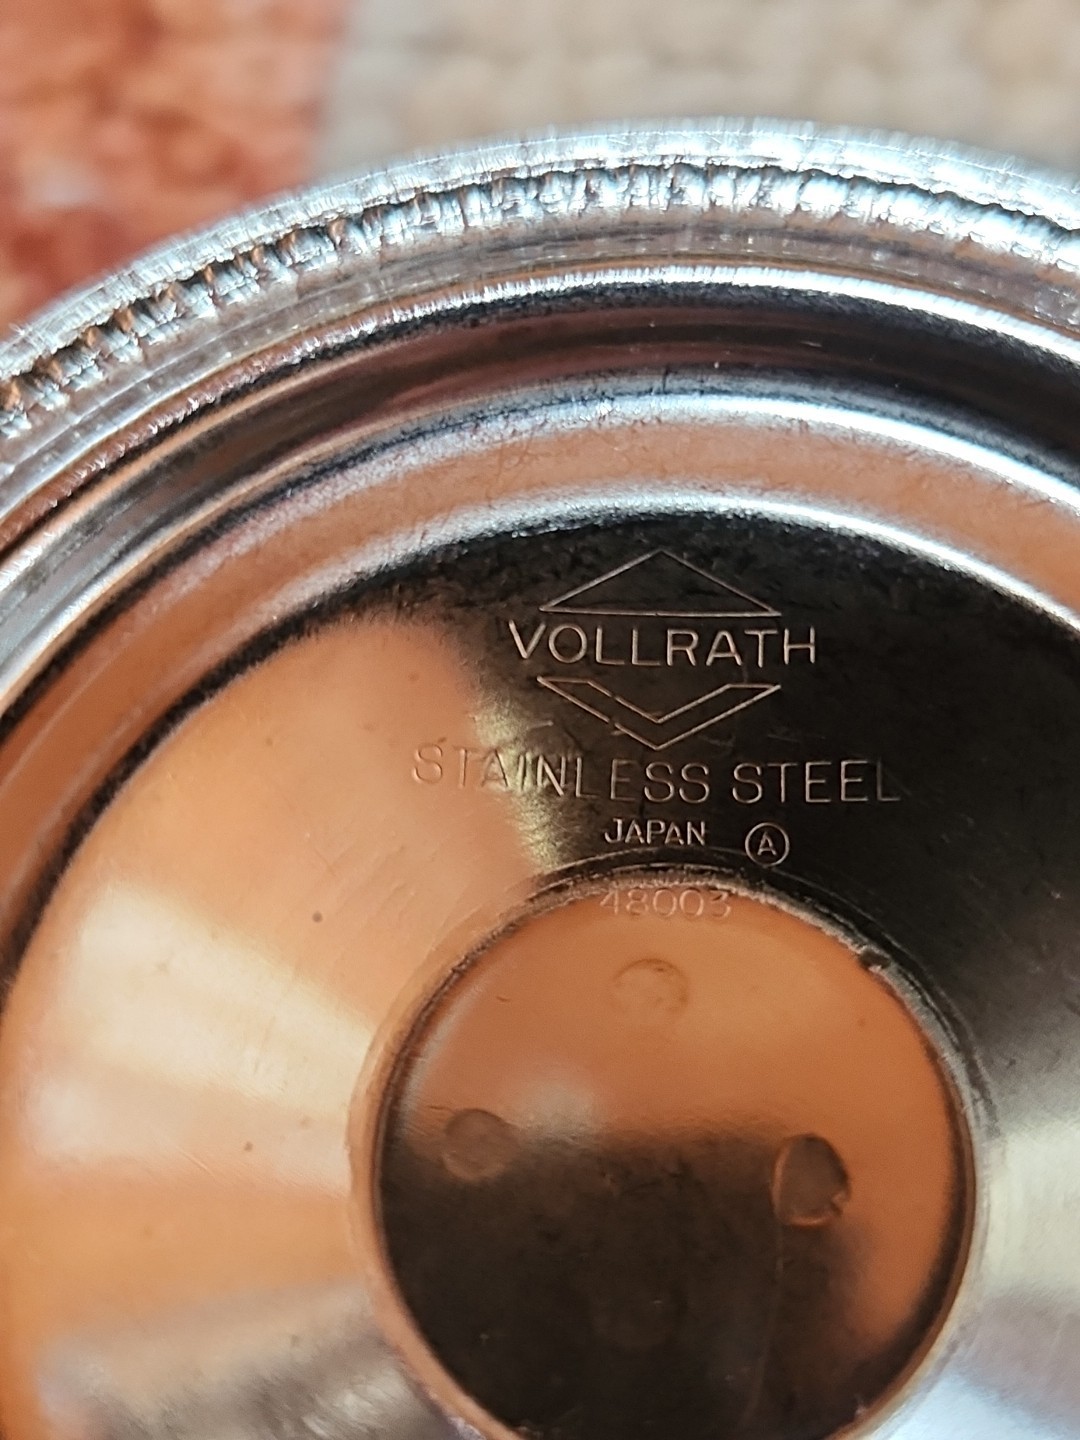 VOLLRATH
STAINLESS STEEL
JAPAN Ⓐ
48003